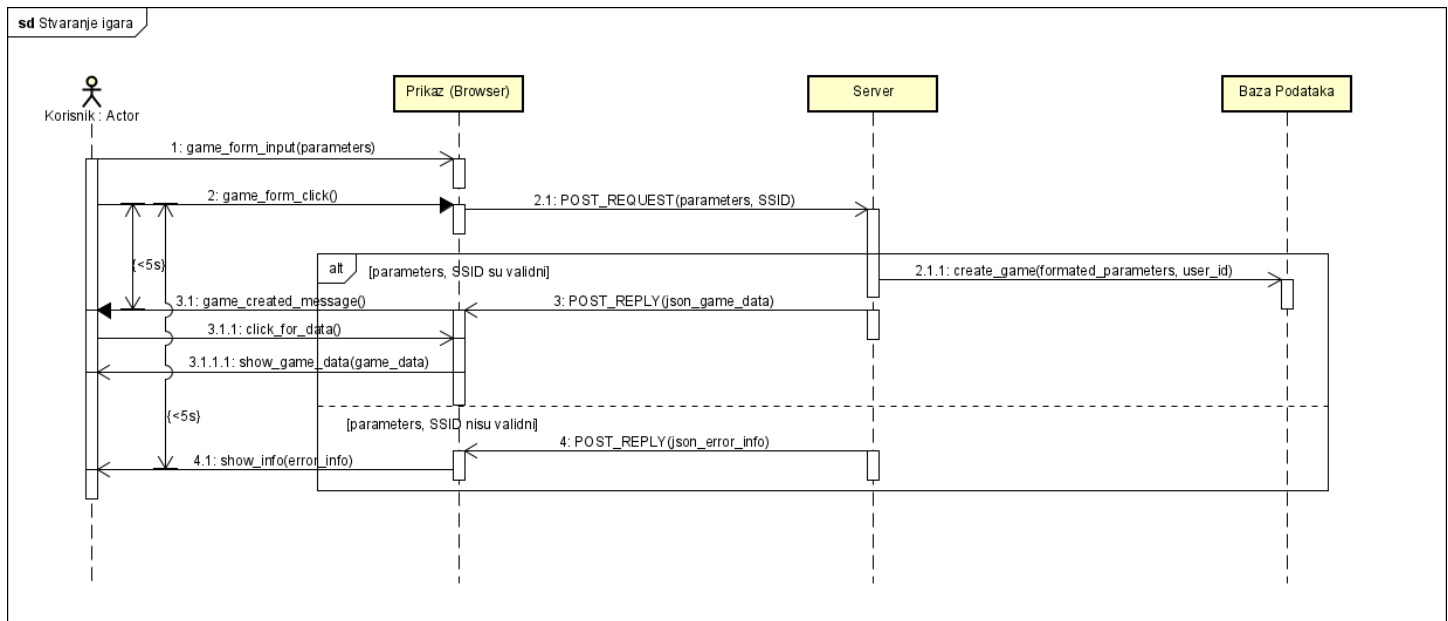 sd Stvaranje igara
Korisnik : Actor
Prikaz (Browser)
Server
Baza Podataka
1: game_form_input(parameters)
2: game_form_click()
2.1: POST_REQUEST(parameters, SSID)
{<5s}
alt
[parameters, SSID su validni]
2.1.1: create_game(formated_parameters, user_id)
3.1: game_created_message()
3: POST_REPLY(json_game_data)
3.1.1: click_for_data()
3.1.1.1: show_game_data(game_data)
{<5s}
[parameters, SSID nisu validni]
4: POST_REPLY(json_error_info)
4.1: show_info(error_info)